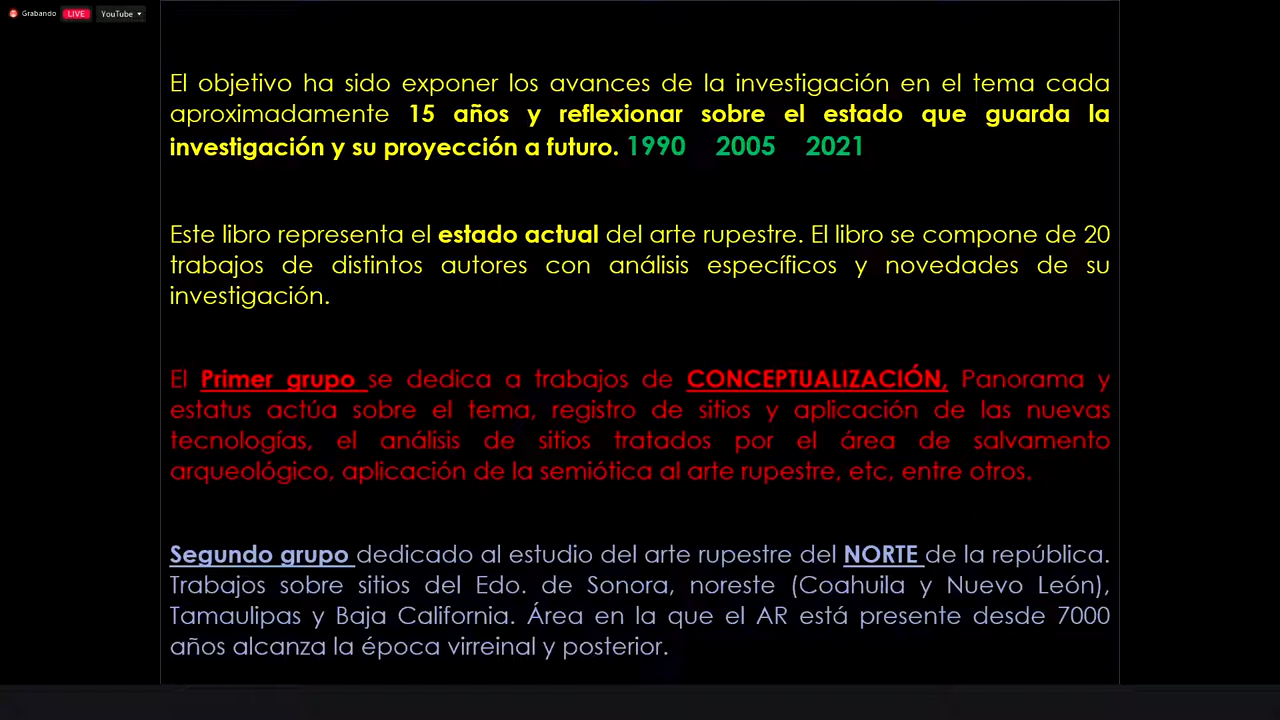 Grabando LIVE YouTube
El objetivo ha sido exponer los avances de la investigación en el tema cada
aproximadamente 15 años y reflexionar sobre el estado que guarda la
investigación y su proyección a futuro. 1990 2005 2021
Este libro representa el estado actual del arte rupestre. El libro se compone de 20
trabajos de distintos autores con análisis específicos y novedades de su
investigación.
El Primer grupo se dedica a trabajos de CONCEPTUALIZACIÓN, Panorama y
estatus actúa sobre el tema, registro de sitios y aplicación de las nuevas
tecnologías, el análisis de sitios tratados por el área de salvamento
arqueológico, aplicación de la semiótica al arte rupestre, etc, entre otros.
Segundo grupo dedicado al estudio del arte rupestre del NORTE de la república.
Trabajos sobre sitios del Edo. de Sonora, noreste (Coahuila y Nuevo León),
Tamaulipas y Baja California. Área en la que el AR está presente desde 7000
años alcanza la época virreinal y posterior.